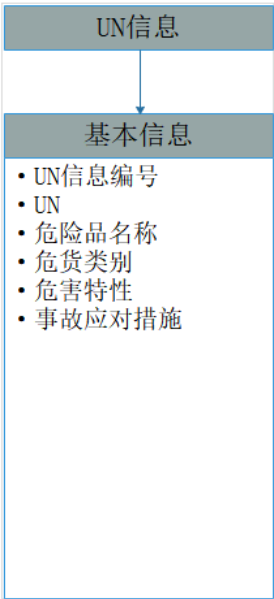 UN信息
基本信息
• UN信息编号
• UN
• 危险品名称
• 危货类别
• 危害特性
• 事故应对措施